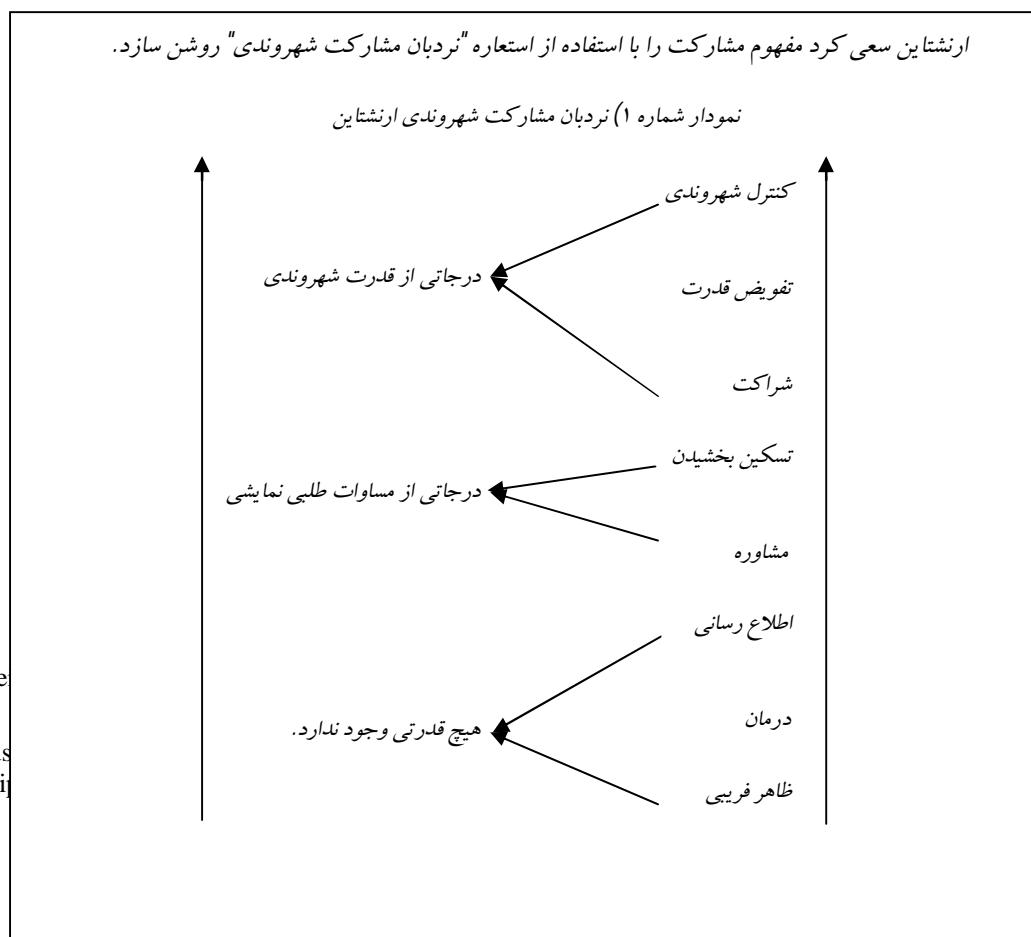 ارنشتاین سعی کرد مفهوم مشارکت را با استفاده از استعاره "نردبان مشارکت شهروندی" روشن سازد.
نمودار شماره ۱) نردبان مشارکت شهروندی ارنشتاین
کنترل شهروندی
درجاتی از قدرت شهروندی
تفویض قدرت
شراکت
تسکین بخشیدن
درجاتی از مساوات طلبی نمایشی
مشاوره
اطلاع رسانی
درمان
هیچ قدرتی وجود ندارد.
ظاهر فریبی